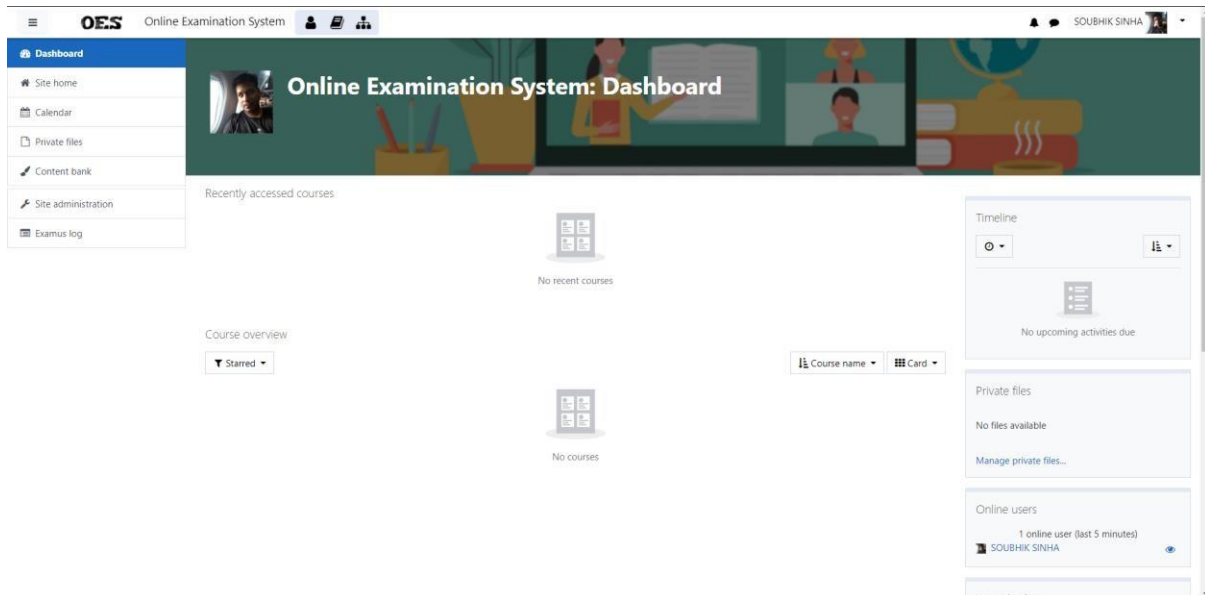 OES
Online Examination System
SOUBHIK SINHA
Dashboard
Site home
Calendar
Private files
Content bank
Site administration
Examus log
Online Examination System: Dashboard
Recently accessed courses
No recent courses
Course overview
Starred
Course name
Card
No courses
Timeline
No upcoming activities due
Private files
No files available
Manage private files...
Online users
1 online user (last 5 minutes)
SOUBHIK SINHA